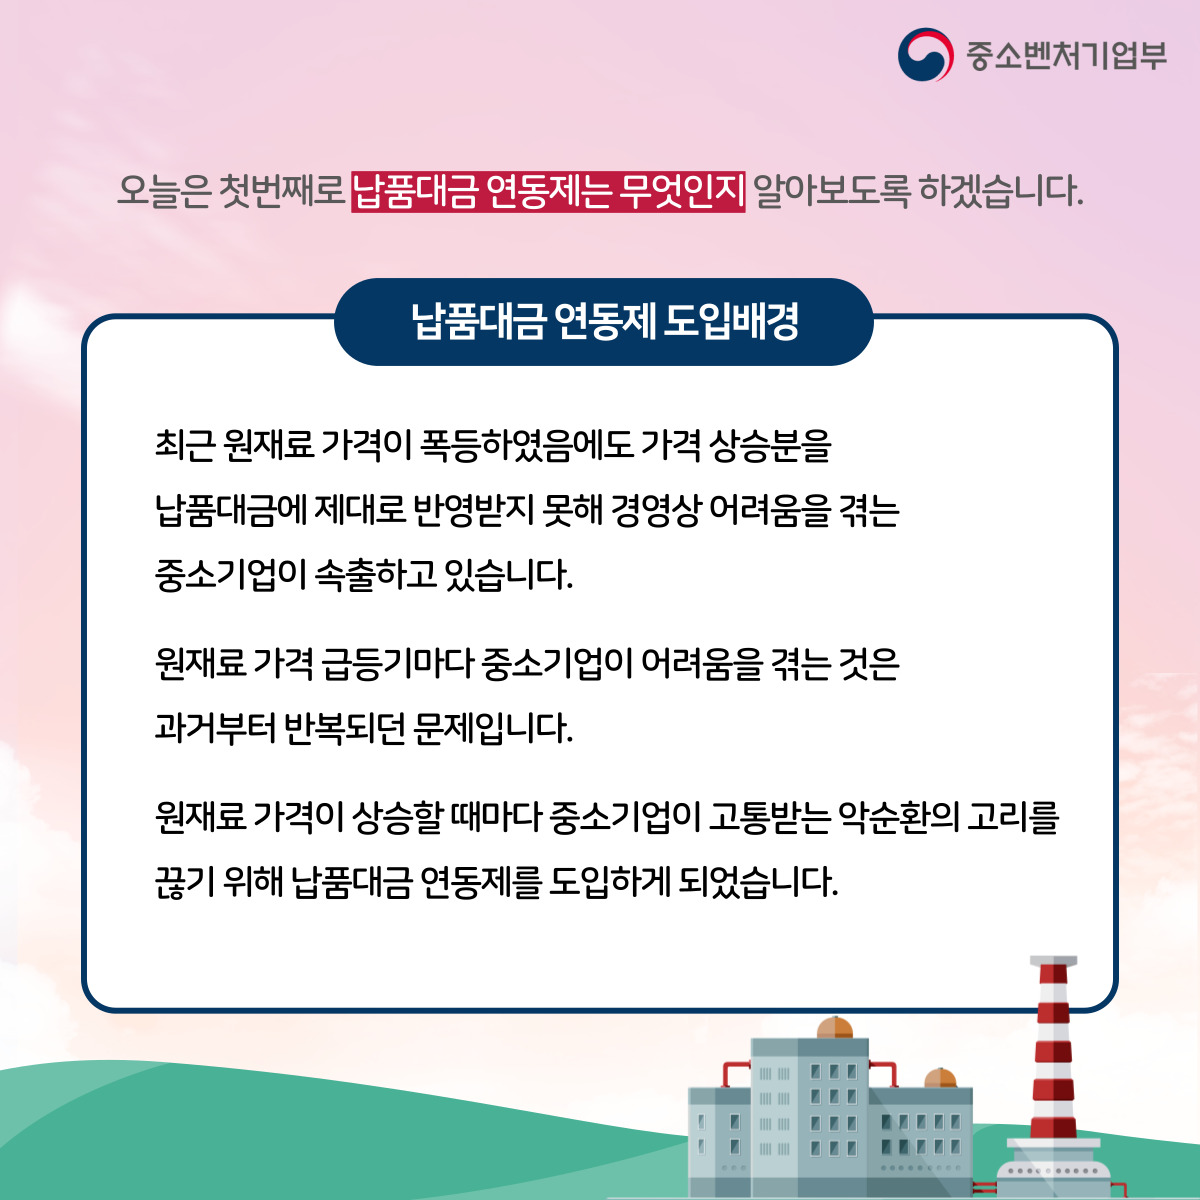 중소벤처기업부
오늘은 첫번째로 납품대금 연동제는 무엇인지 알아보도록 하겠습니다.
납품대금 연동제 도입배경
최근 원재료 가격이 폭등하였음에도 가격 상승분을
납품대금에 제대로 반영받지 못해 경영상 어려움을 겪는
중소기업이 속출하고 있습니다.
원재료 가격 급등기마다 중소기업이 어려움을 겪는 것은
과거부터 반복되던 문제입니다.
원재료 가격이 상승할 때마다 중소기업이 고통받는 악순환의 고리를
끊기 위해 납품대금 연동제를 도입하게 되었습니다.